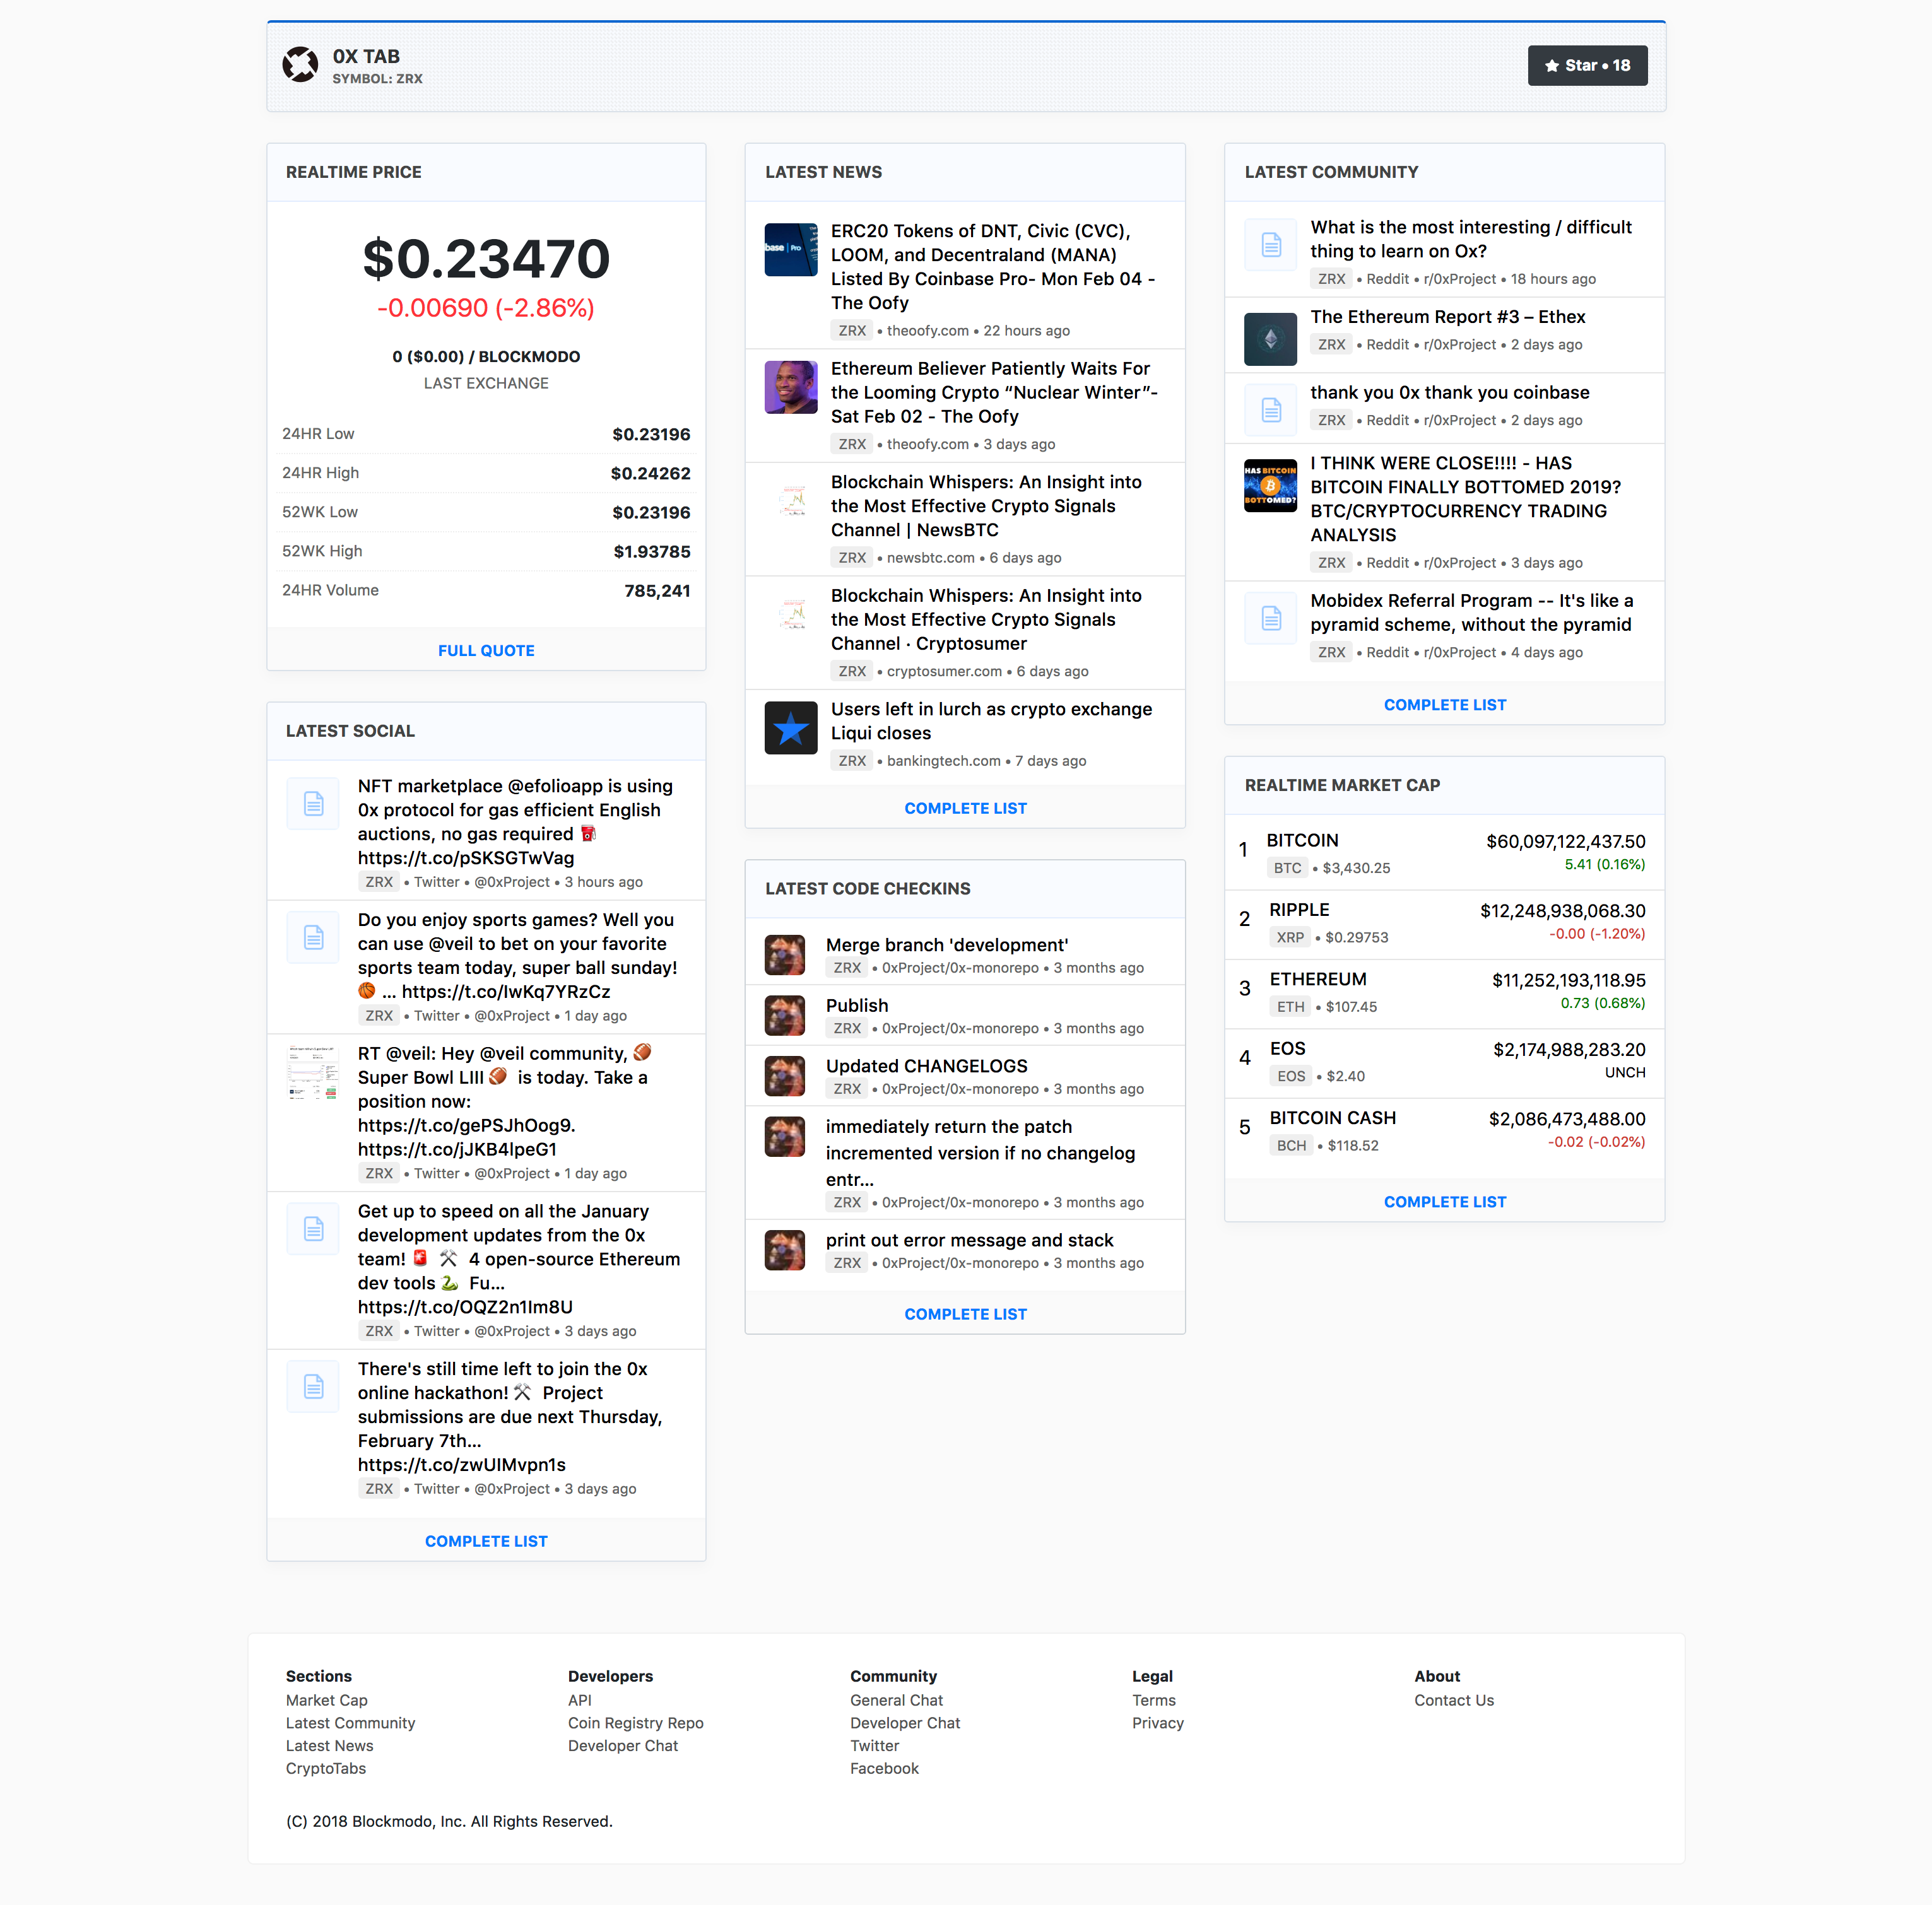 0X TAB
SYMBOL: ZRX
★ Star • 18
REALTIME PRICE
$0.23470
-0.00690 (-2.86%)
0 ($0.00) / BLOCKMODO
LAST EXCHANGE
24HR Low $0.23196
24HR High $0.24262
52WK Low $0.23196
52WK High $1.93785
24HR Volume 785,241
FULL QUOTE
LATEST SOCIAL
NFT marketplace @efolioapp is using
0x protocol for gas efficient English
auctions, no gas required ⛽
https://t.co/pSKSGTwVag
ZRX • Twitter • @0xProject • 3 hours ago
Do you enjoy sports games? Well you
can use @veil to bet on your favorite
sports team today, super ball sunday!
🏀 ... https://t.co/IwKq7YRzCz
ZRX • Twitter • @0xProject • 1 day ago
RT @veil: Hey @veil community, 🏈
Super Bowl LIII 🏈 is today. Take a
position now:
https://t.co/gePSJhOog9.
https://t.co/jJKB4lpeG1
ZRX • Twitter • @0xProject • 1 day ago
Get up to speed on all the January
development updates from the 0x
team! 🚨 ⚒ 4 open-source Ethereum
dev tools 🐍 Fu...
https://t.co/OQZ2n1Im8U
ZRX • Twitter • @0xProject • 3 days ago
There's still time left to join the 0x
online hackathon! ⚒ Project
submissions are due next Thursday,
February 7th...
https://t.co/zwUIMvpn1s
ZRX • Twitter • @0xProject • 3 days ago
COMPLETE LIST
LATEST NEWS
base | Pro
ERC20 Tokens of DNT, Civic (CVC),
LOOM, and Decentraland (MANA)
Listed By Coinbase Pro- Mon Feb 04 -
The Oofy
ZRX • theoofy.com • 22 hours ago
Ethereum Believer Patiently Waits For
the Looming Crypto “Nuclear Winter”-
Sat Feb 02 - The Oofy
ZRX • theoofy.com • 3 days ago
Blockchain Whispers: An Insight into
the Most Effective Crypto Signals
Channel | NewsBTC
ZRX • newsbtc.com • 6 days ago
Blockchain Whispers: An Insight into
the Most Effective Crypto Signals
Channel · Cryptosumer
ZRX • cryptosumer.com • 6 days ago
Users left in lurch as crypto exchange
Liqui closes
ZRX • bankingtech.com • 7 days ago
COMPLETE LIST
LATEST CODE CHECKINS
Merge branch 'development'
ZRX • 0xProject/0x-monorepo • 3 months ago
Publish
ZRX • 0xProject/0x-monorepo • 3 months ago
Updated CHANGELOGS
ZRX • 0xProject/0x-monorepo • 3 months ago
immediately return the patch
incremented version if no changelog
entr...
ZRX • 0xProject/0x-monorepo • 3 months ago
print out error message and stack
ZRX • 0xProject/0x-monorepo • 3 months ago
COMPLETE LIST
LATEST COMMUNITY
What is the most interesting / difficult
thing to learn on Ox?
ZRX • Reddit • r/0xProject • 18 hours ago
The Ethereum Report #3 – Ethex
ZRX • Reddit • r/0xProject • 2 days ago
thank you 0x thank you coinbase
ZRX • Reddit • r/0xProject • 2 days ago
HAS BITCOIN
BOTTOMED?
I THINK WERE CLOSE!!!! - HAS
BITCOIN FINALLY BOTTOMED 2019?
BTC/CRYPTOCURRENCY TRADING
ANALYSIS
ZRX • Reddit • r/0xProject • 3 days ago
Mobidex Referral Program -- It's like a
pyramid scheme, without the pyramid
ZRX • Reddit • r/0xProject • 4 days ago
COMPLETE LIST
REALTIME MARKET CAP
1 BITCOIN $60,097,122,437.50
BTC • $3,430.25 5.41 (0.16%)
2 RIPPLE $12,248,938,068.30
XRP • $0.29753 -0.00 (-1.20%)
3 ETHEREUM $11,252,193,118.95
ETH • $107.45 0.73 (0.68%)
4 EOS $2,174,988,283.20
EOS • $2.40 UNCH
5 BITCOIN CASH $2,086,473,488.00
BCH • $118.52 -0.02 (-0.02%)
COMPLETE LIST
Sections
Market Cap
Latest Community
Latest News
CryptoTabs
Developers
API
Coin Registry Repo
Developer Chat
Community
General Chat
Developer Chat
Twitter
Facebook
Legal
Terms
Privacy
About
Contact Us
(C) 2018 Blockmodo, Inc. All Rights Reserved.